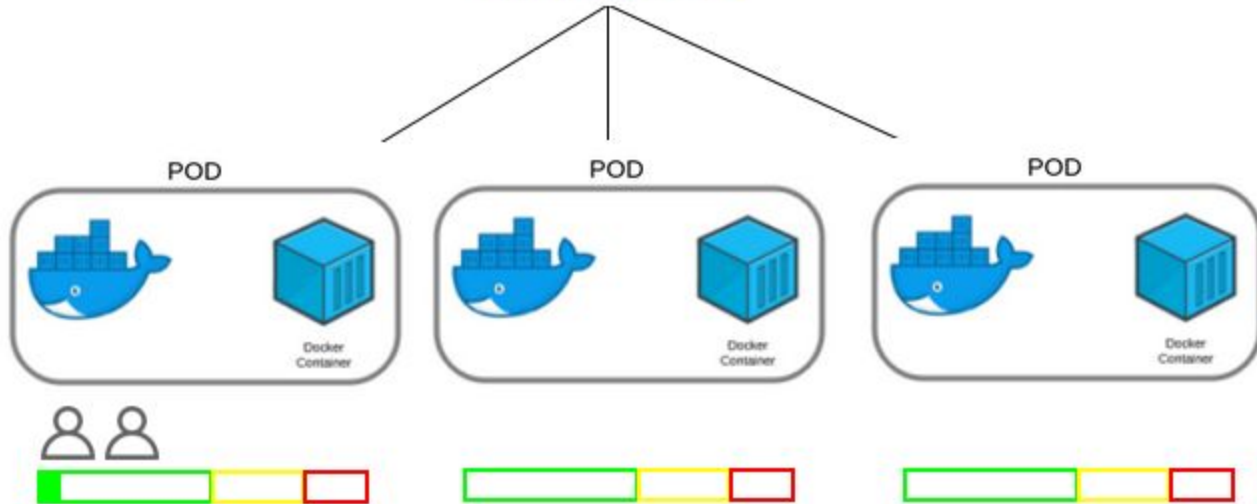 POD
POD
POD
Docker
Container
Docker
Container
Docker
Container